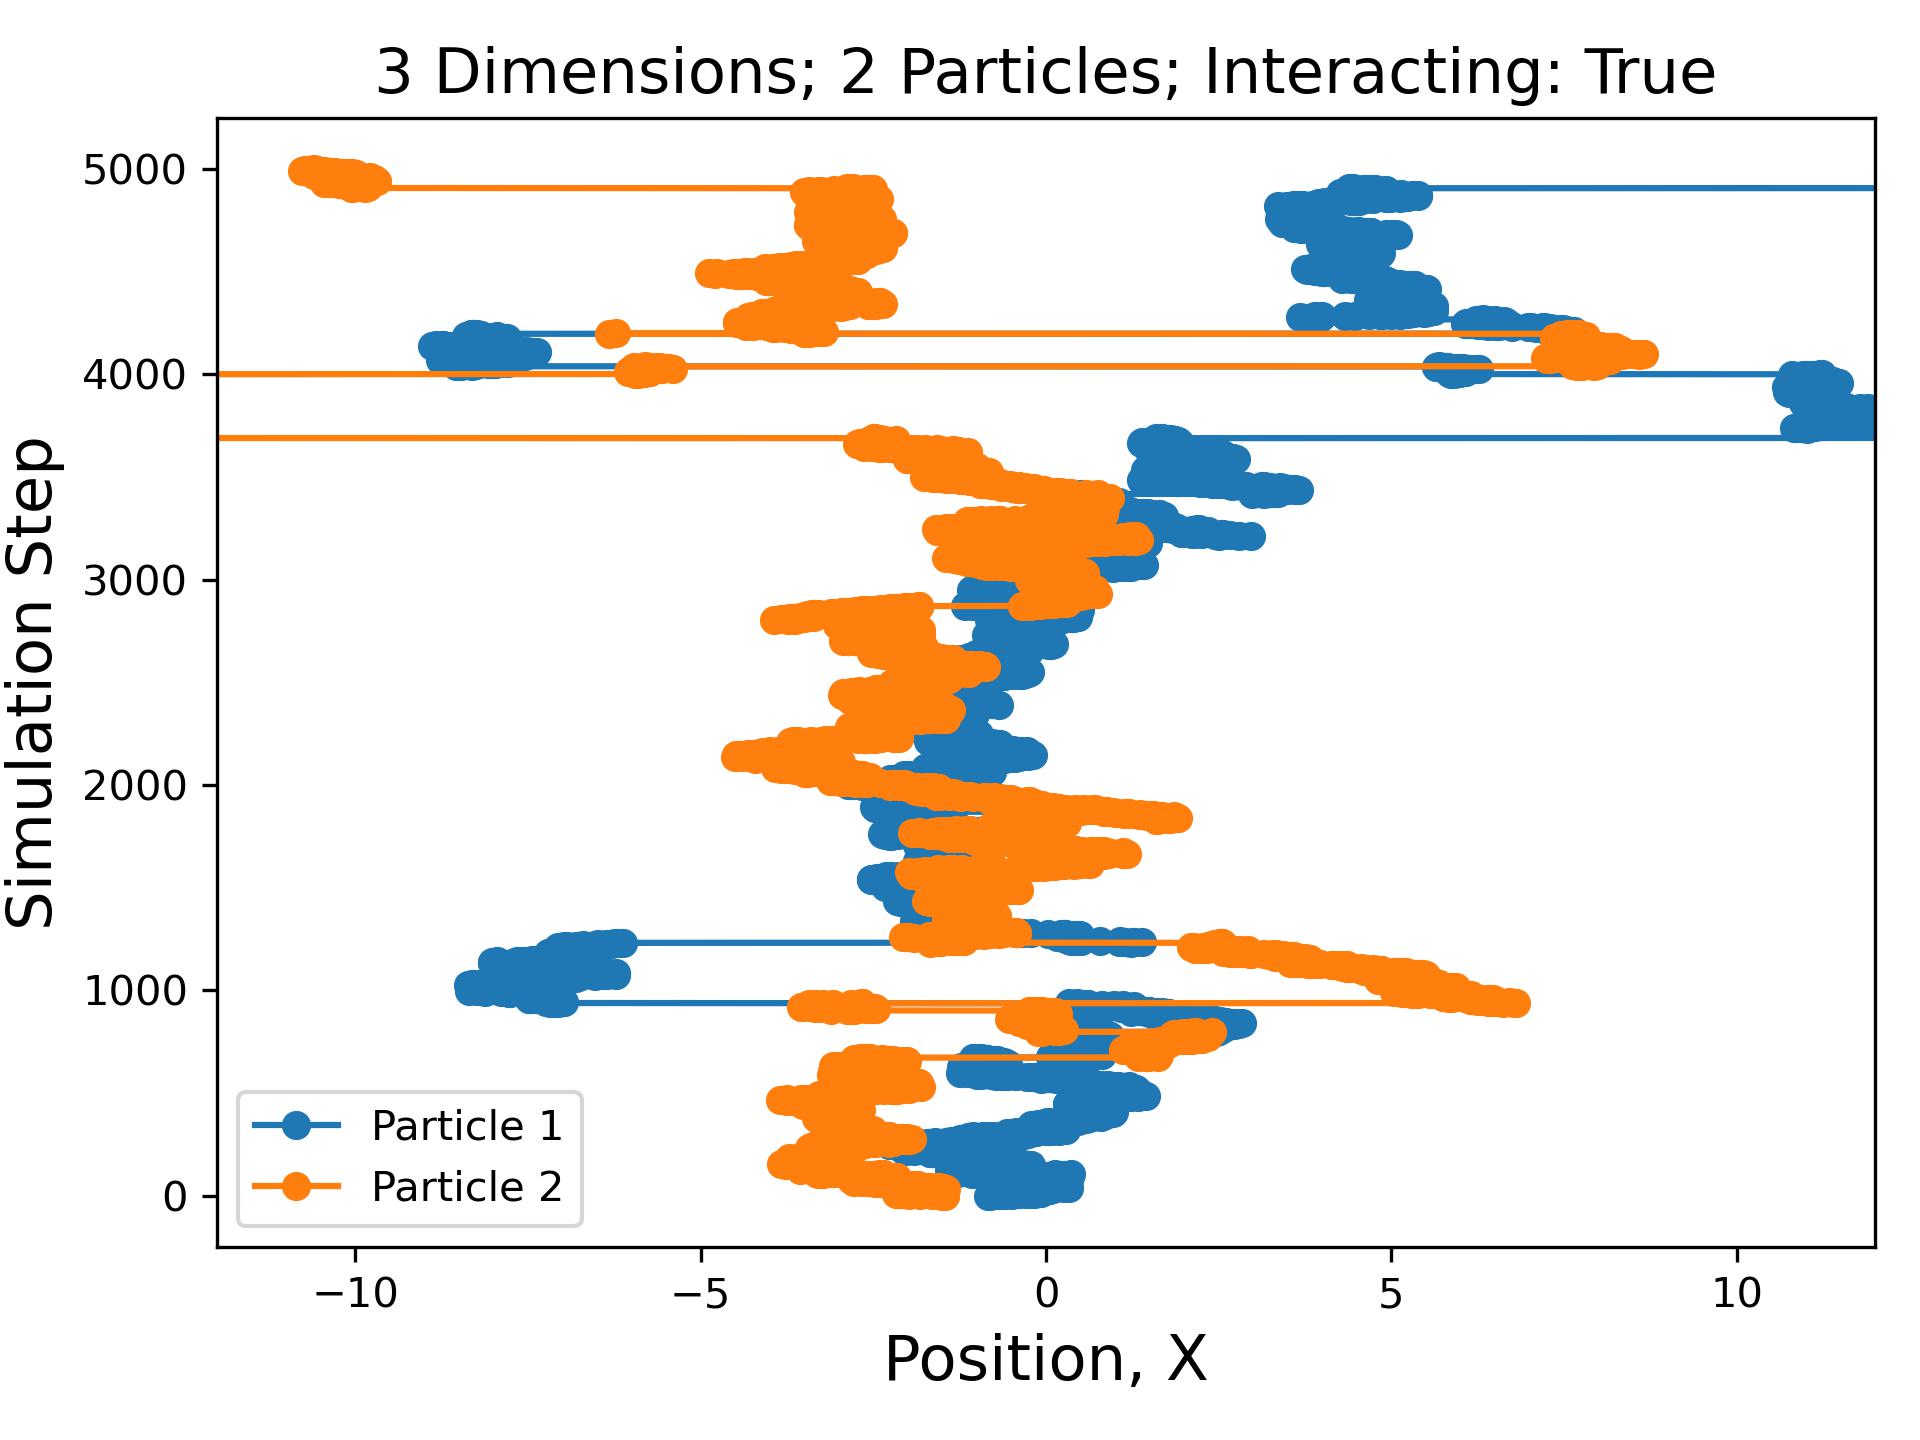 3 Dimensions; 2 Particles; Interacting: True
Simulation Step
5000
4000
3000
2000
1000
0
Particle 1
Particle 2
−10
−5
0
5
10
Position, X